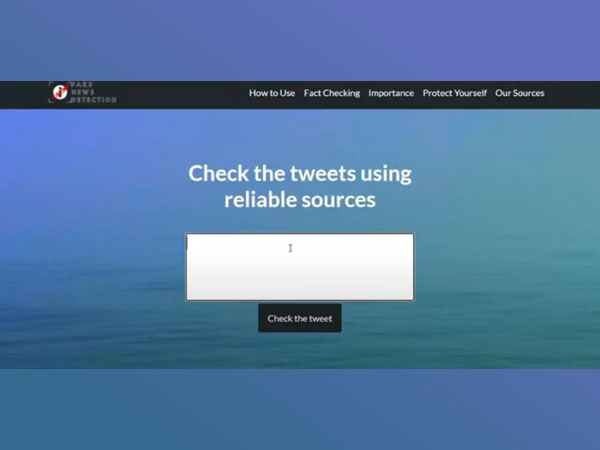 FAKE
NEWS
DETECTION
How to Use Fact Checking Importance Protect Yourself Our Sources
Check the tweets using
reliable sources
Check the tweet